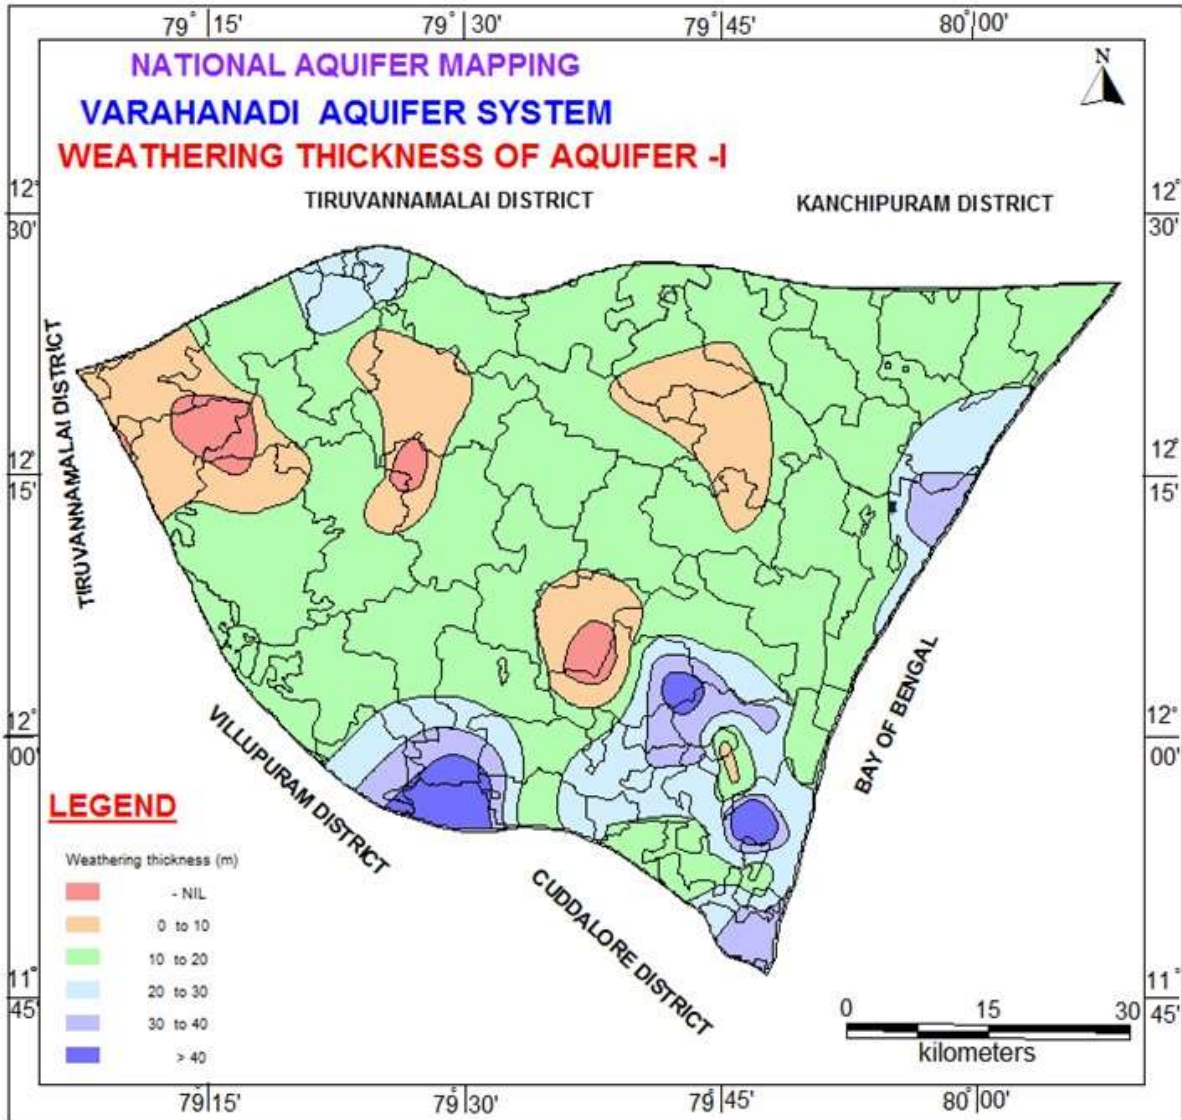 79° 15' 79° 30' 79° 45' 80° 00'
NATIONAL AQUIFER MAPPING
N
VARAHANADI AQUIFER SYSTEM
WEATHERING THICKNESS OF AQUIFER -I
12° 30'
TIRUVANNAMALAI DISTRICT
KANCHIPURAM DISTRICT
12° 30'
TIRUVANNAMALAI DISTRICT
12° 15'
12° 15'
12° 00'
12° 00'
BAY OF BENGAL
VILLUPURAM DISTRICT
CUDDALORE DISTRICT
LEGEND
Weathering thickness (m)
- NIL
0 to 10
10 to 20
20 to 30
30 to 40
> 40
11° 45'
11° 45'
0 15 30
kilometers
79° 15' 79° 30' 79° 45' 80° 00'